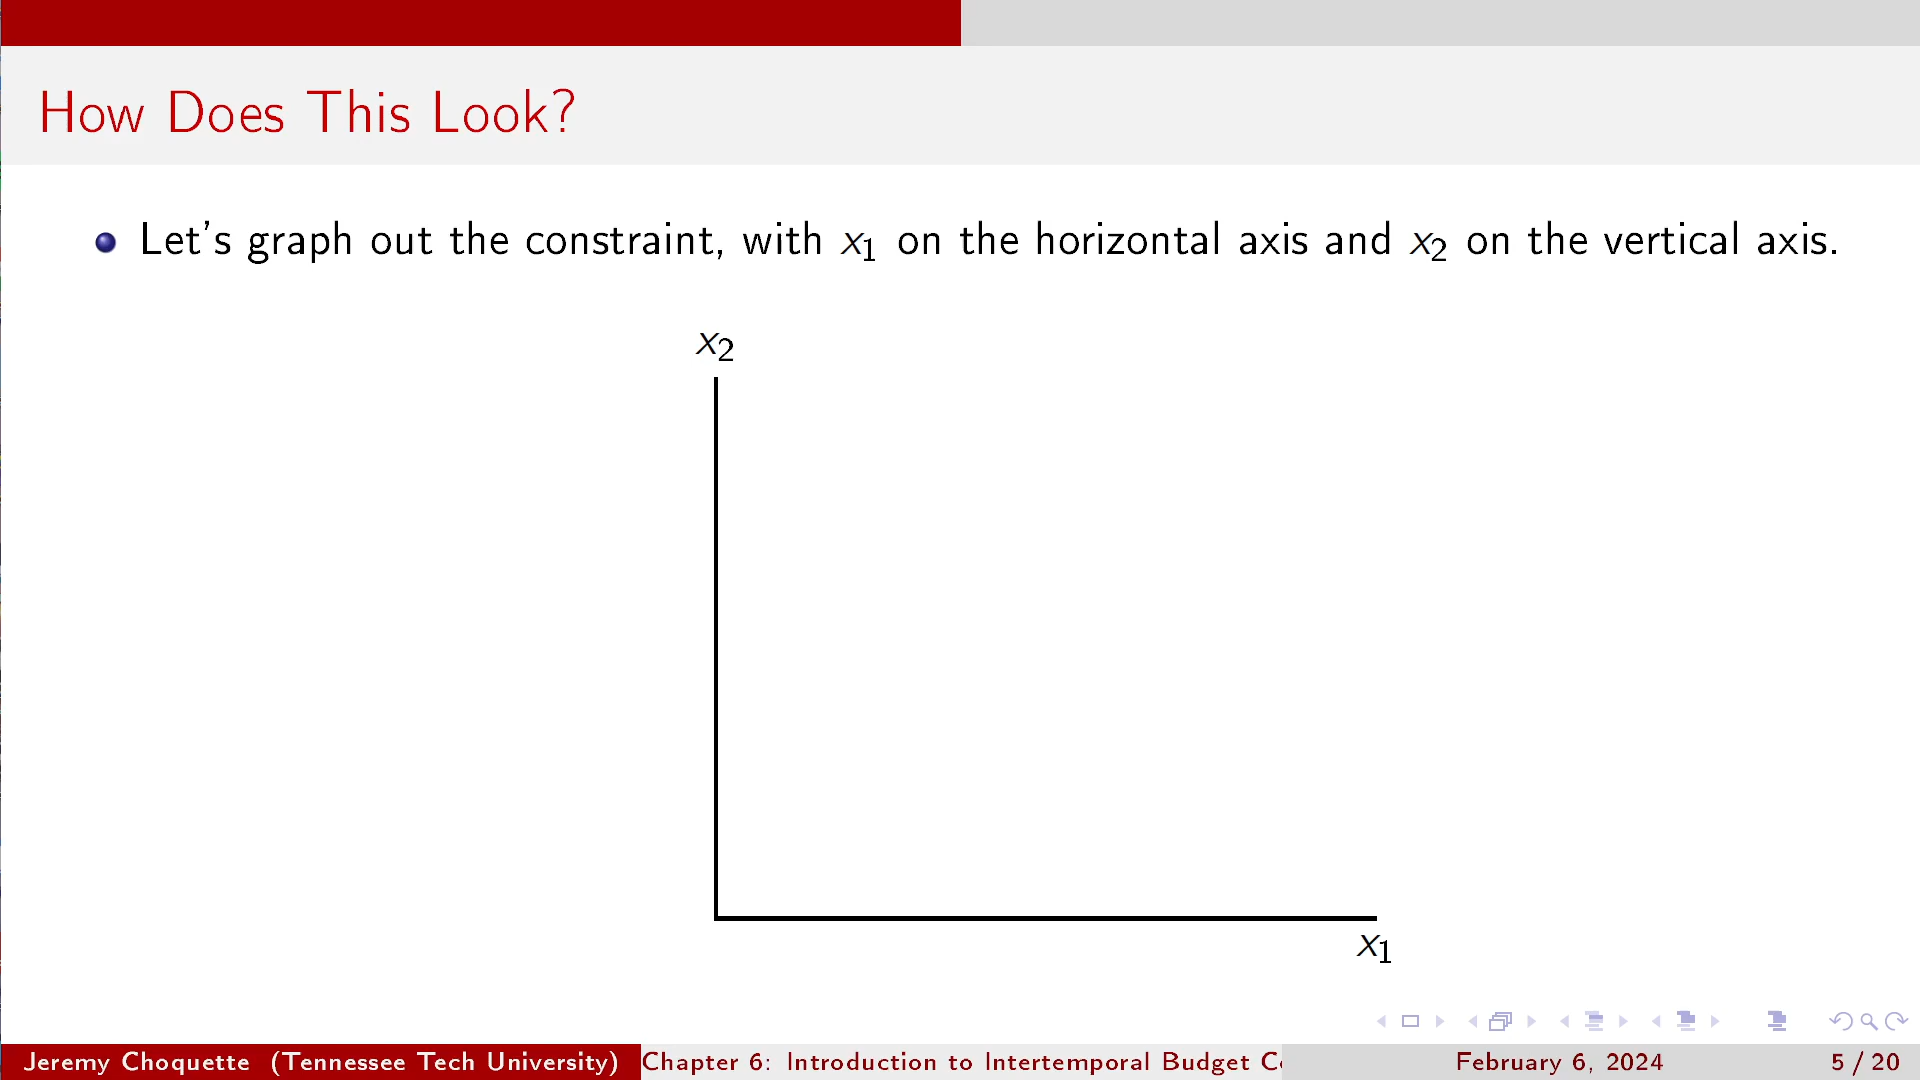 How Does This Look?
Let's graph out the constraint, with x₁ on the horizontal axis and x₂ on the vertical axis.
x₂
x₁
Jeremy Choquette (Tennessee Tech University) Chapter 6: Introduction to Intertemporal Budget February 6, 2024 5 / 20